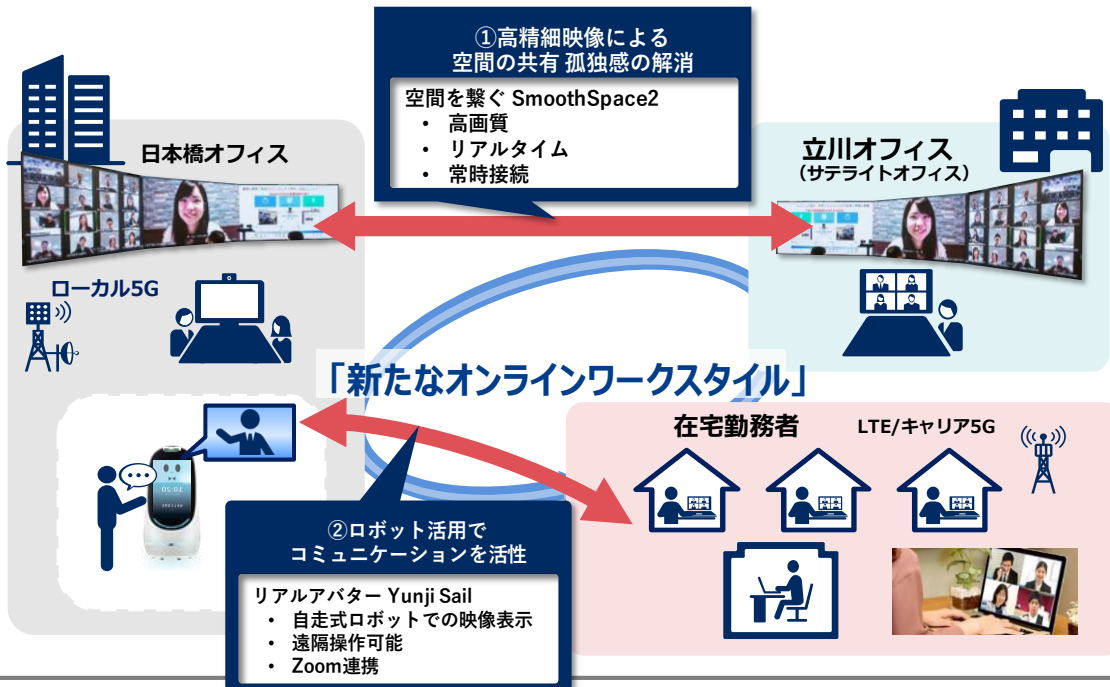 ①高精細映像による
空間の共有 孤独感の解消
空間を繋ぐ SmoothSpace2
• 高画質
• リアルタイム
• 常時接続
日本橋オフィス
立川オフィス
（サテライトオフィス）
ローカル5G
「新たなオンラインワークスタイル」
在宅勤務者
LTE/キャリア5G
②ロボット活用で
コミュニケーションを活性
リアルアバター Yunji Sail
• 自走式ロボットでの映像表示
• 遠隔操作可能
• Zoom連携